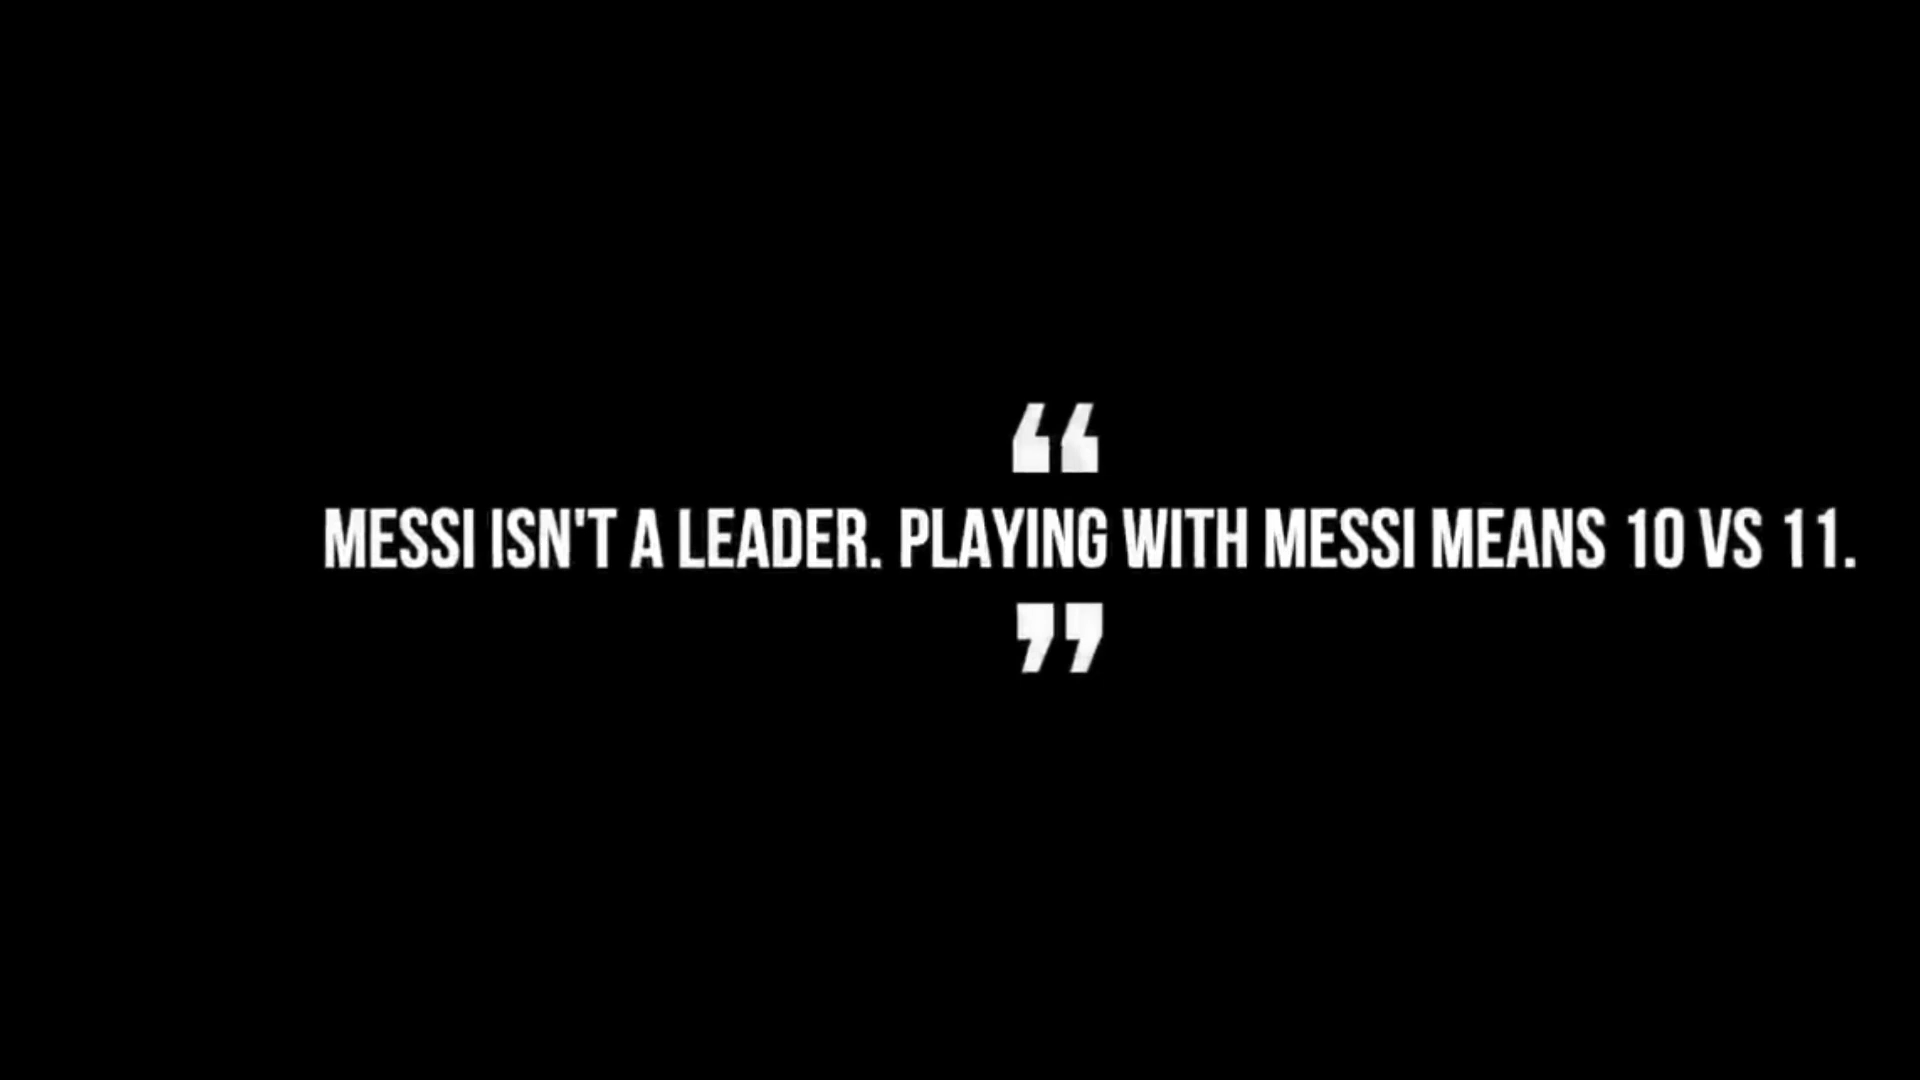 “
MESSI ISN'T A LEADER. PLAYING WITH MESSI MEANS 10 VS 11.
”